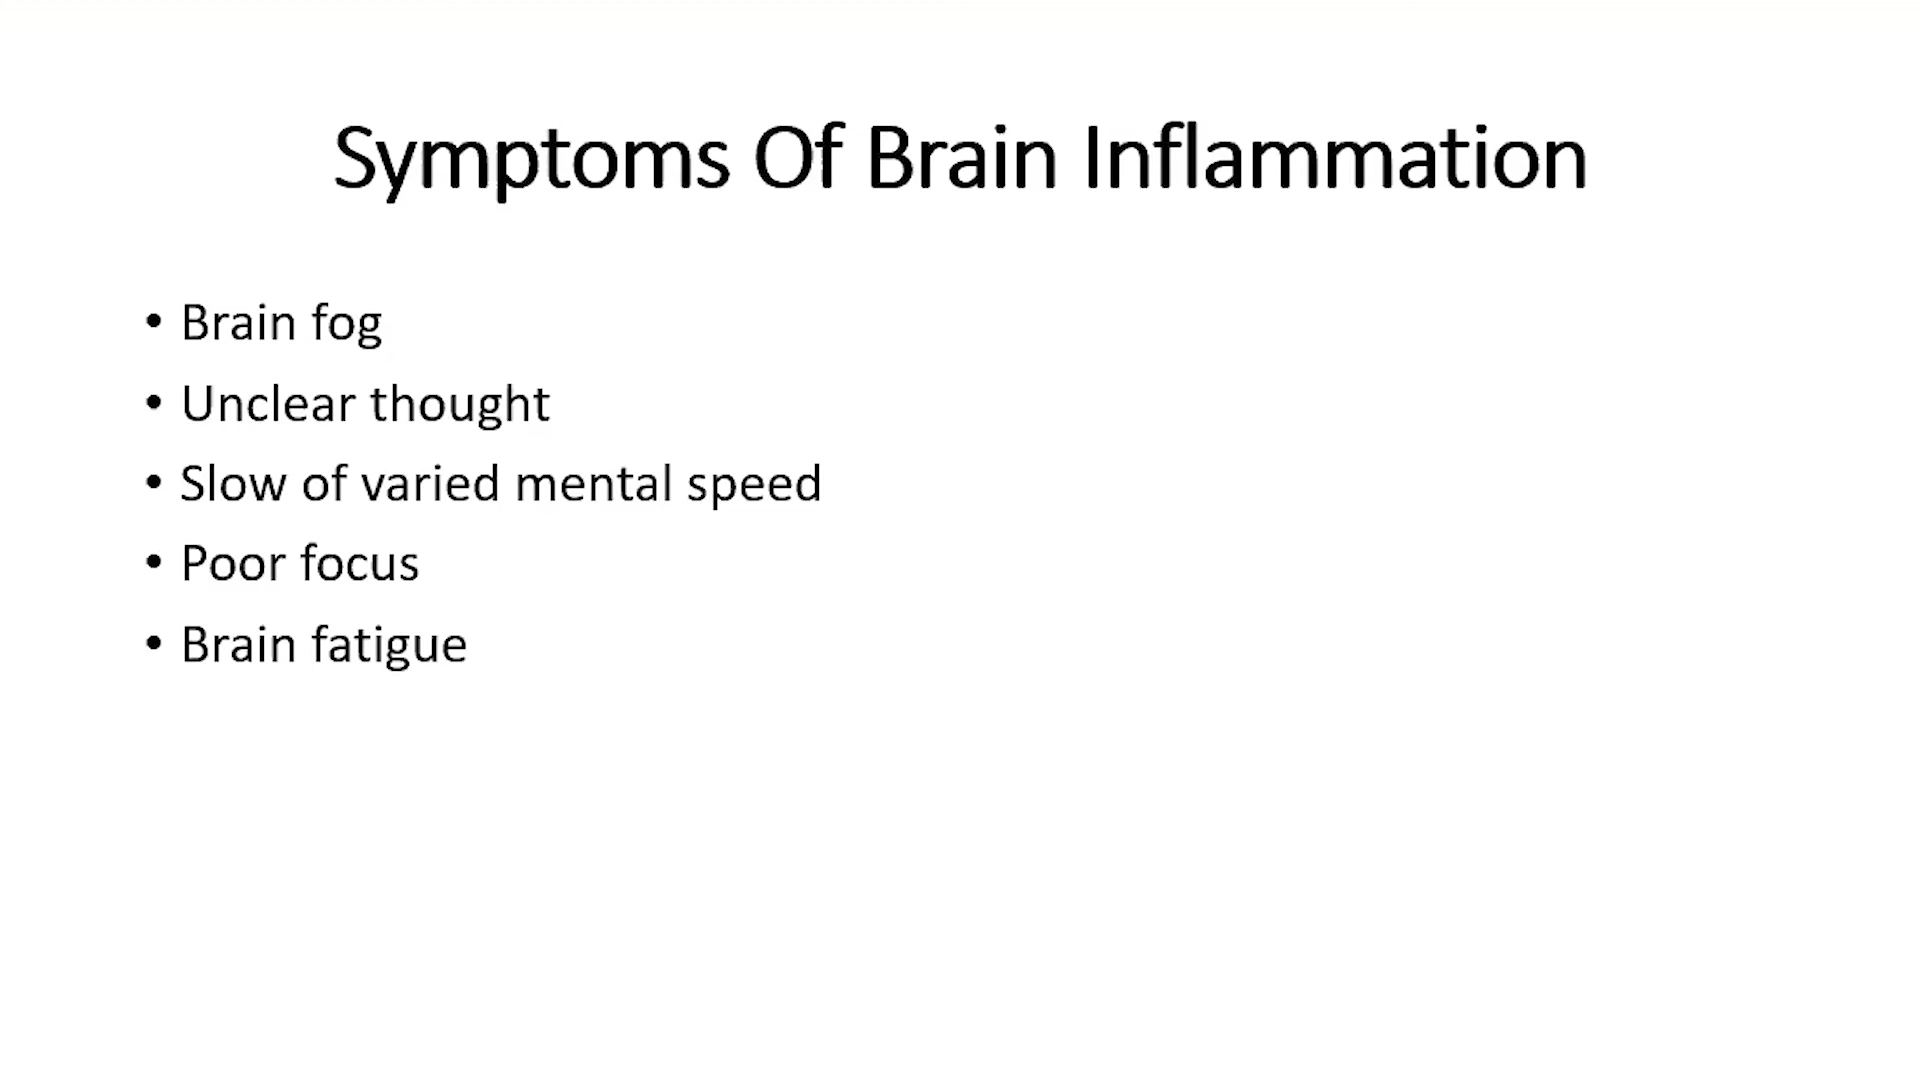 Symptoms Of Brain Inflammation
• Brain fog
• Unclear thought
• Slow of varied mental speed
• Poor focus
• Brain fatigue